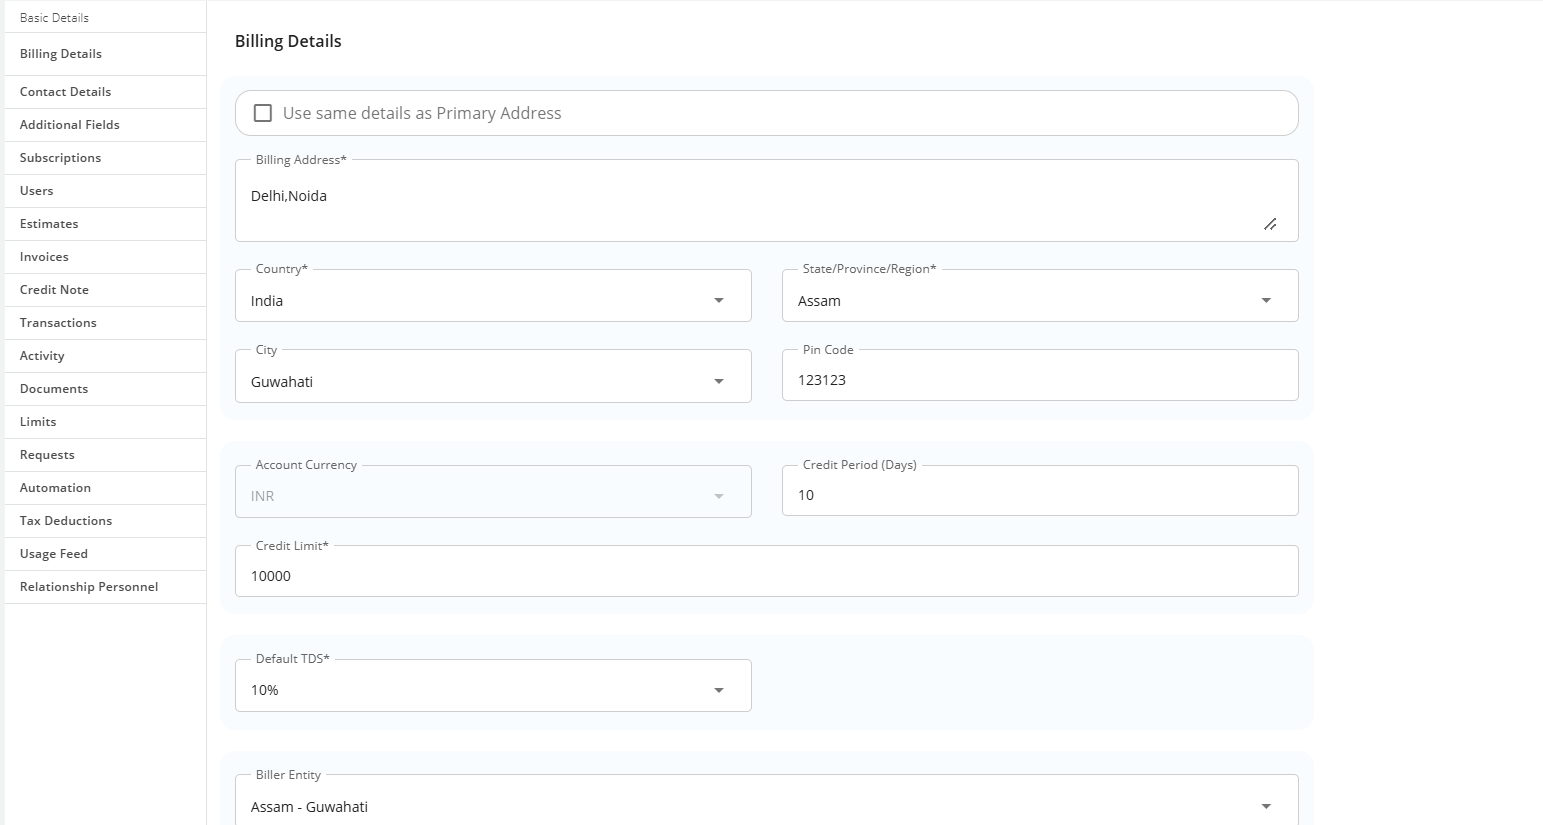 Basic Details
Billing Details
Contact Details
Additional Fields
Subscriptions
Users
Estimates
Invoices
Credit Note
Transactions
Activity
Documents
Limits
Requests
Automation
Tax Deductions
Usage Feed
Relationship Personnel
Billing Details
Use same details as Primary Address
Billing Address*
Delhi,Noida
Country*
India
State/Province/Region*
Assam
City
Guwahati
Pin Code
123123
Account Currency
INR
Credit Period (Days)
10
Credit Limit*
10000
Default TDS*
10%
Biller Entity
Assam - Guwahati